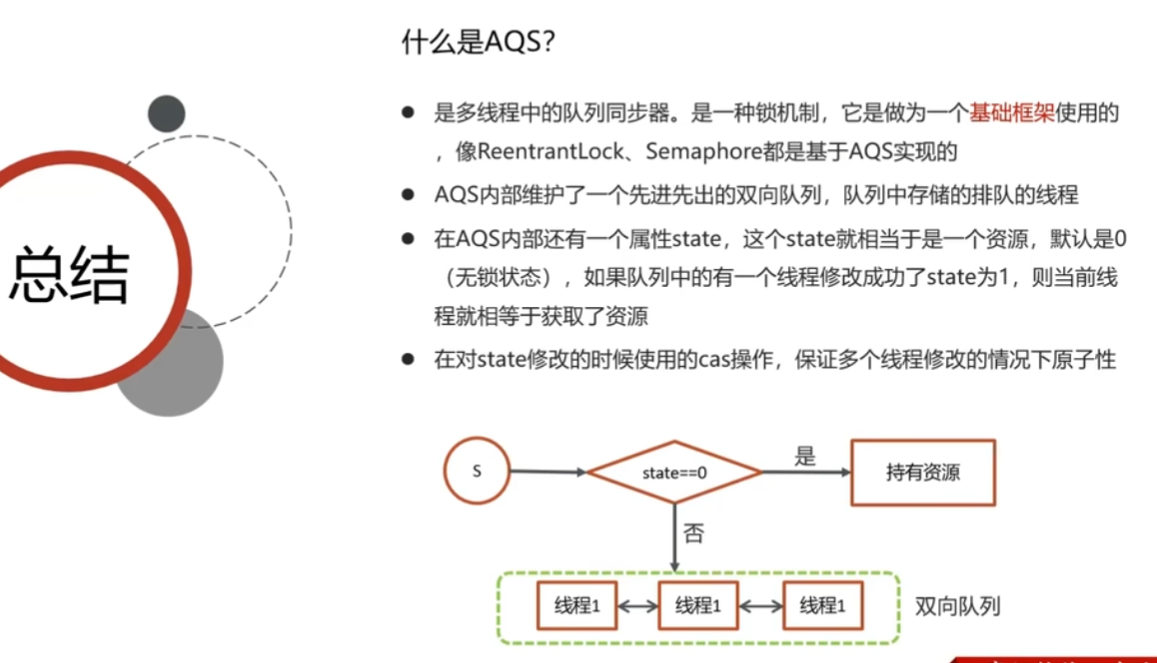 什么是AQS?
是多线程中的队列同步器。是一种锁机制，它是做为一个基础框架使用的
，像ReentrantLock、Semaphore都是基于AQS实现的
AQS内部维护了一个先进先出的双向队列，队列中存储的排队的线程
在AQS内部还有一个属性state，这个state就相当于是一个资源，默认是0
（无锁状态），如果队列中的有一个线程修改成功了state为1，则当前线
程就相等于获取了资源
在对state修改的时候使用的cas操作，保证多个线程修改的情况下原子性
总结
S
state==0
是
持有资源
否
线程1
线程1
线程1
双向队列